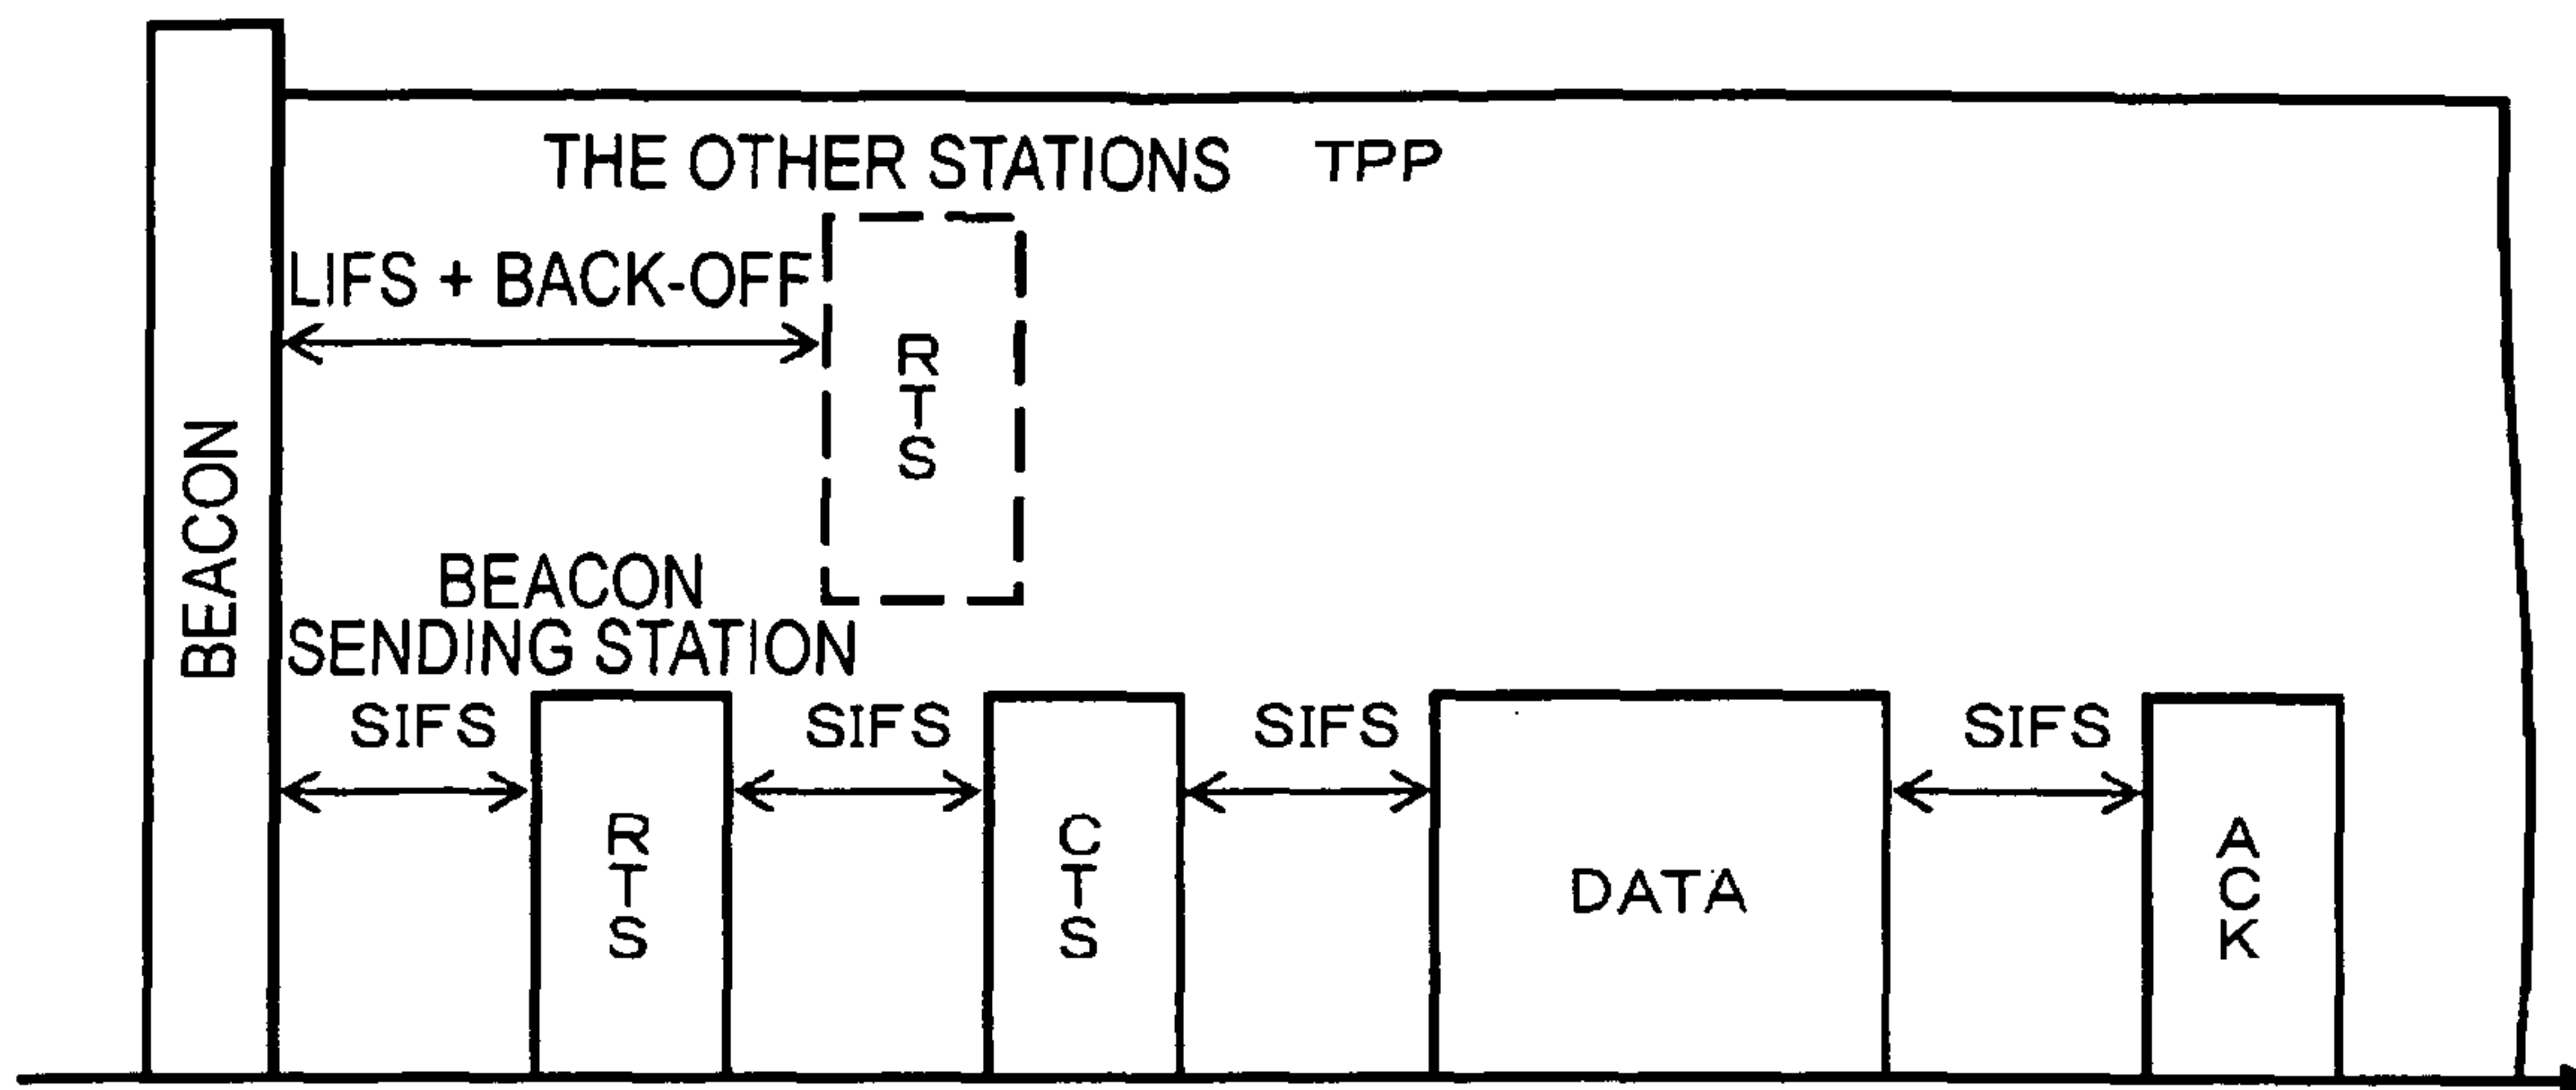 THE OTHER STATIONS TPP
LIFS + BACK-OFF
RTS
BEACON
BEACON
SENDING STATION
SIFS
SIFS
SIFS
SIFS
RTS
CTS
DATA
ACK